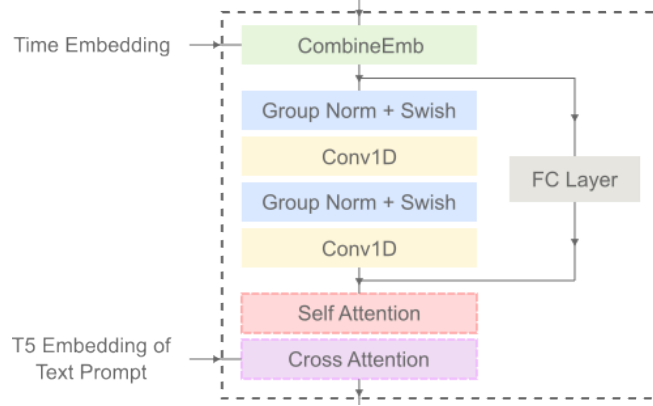 Time Embedding
CombineEmb
Group Norm + Swish
Conv1D
FC Layer
Group Norm + Swish
Conv1D
Self Attention
T5 Embedding of
Text Prompt
Cross Attention